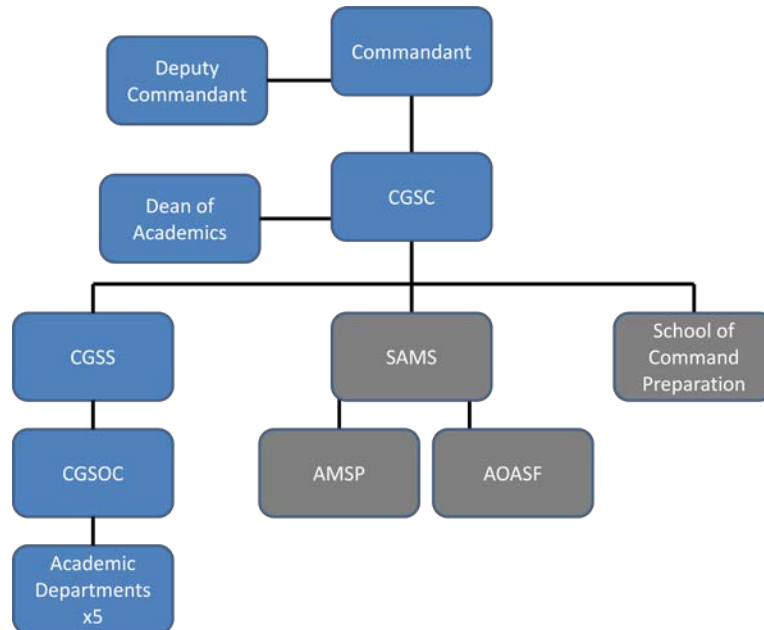 Commandant
Deputy
Commandant
CGSC
Dean of
Academics
CGSS
SAMS
School of
Command
Preparation
CGSOC
AMSP
AOASF
Academic
Departments
x5